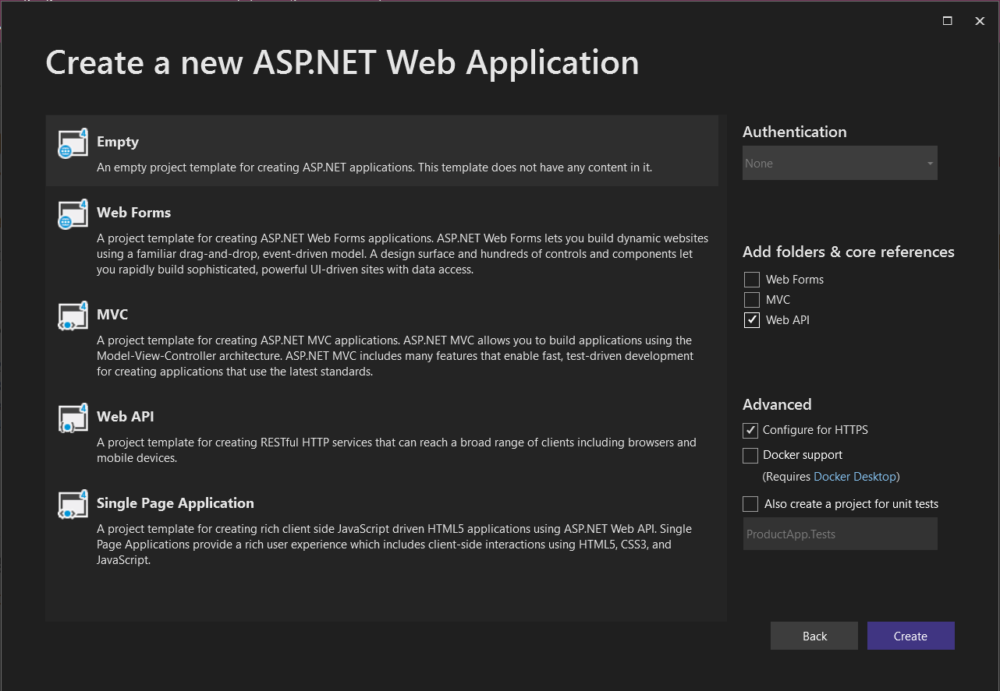 Create a new ASP.NET Web Application
Empty
An empty project template for creating ASP.NET applications. This template does not have any content in it.
Web Forms
A project template for creating ASP.NET Web Forms applications. ASP.NET Web Forms lets you build dynamic websites
using a familiar drag-and-drop, event-driven model. A design surface and hundreds of controls and components let
you rapidly build sophisticated, powerful UI-driven sites with data access.
MVC
A project template for creating ASP.NET MVC applications. ASP.NET MVC allows you to build applications using the
Model-View-Controller architecture. ASP.NET MVC includes many features that enable fast, test-driven development
for creating applications that use the latest standards.
Web API
A project template for creating RESTful HTTP services that can reach a broad range of clients including browsers and
mobile devices.
Single Page Application
A project template for creating rich client side JavaScript driven HTML5 applications using ASP.NET Web API. Single
Page Applications provide a rich user experience which includes client-side interactions using HTML5, CSS3, and
JavaScript.
Authentication
None
Add folders & core references
Web Forms
MVC
Web API
Advanced
Configure for HTTPS
Docker support
(Requires Docker Desktop)
Also create a project for unit tests
ProductApp.Tests
Back
Create